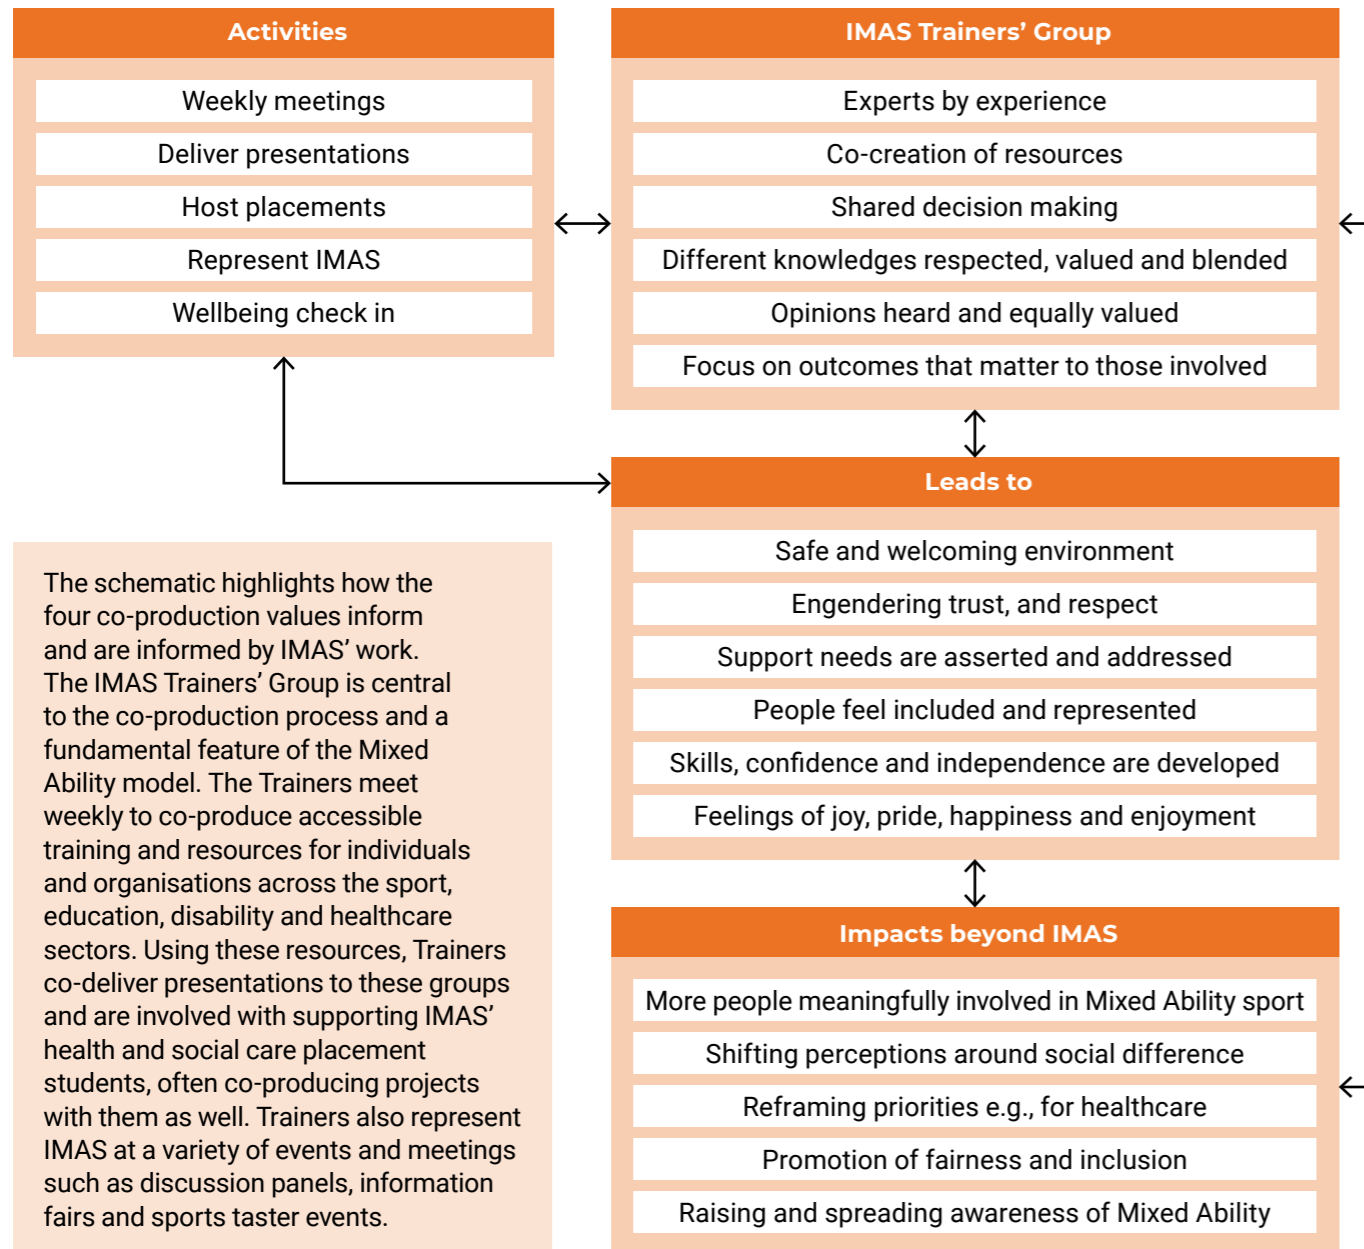 Activities
Weekly meetings
Deliver presentations
Host placements
Represent IMAS
Wellbeing check in
IMAS Trainers’ Group
Experts by experience
Co-creation of resources
Shared decision making
Different knowledges respected, valued and blended
Opinions heard and equally valued
Focus on outcomes that matter to those involved
Leads to
Safe and welcoming environment
Engendering trust, and respect
Support needs are asserted and addressed
People feel included and represented
Skills, confidence and independence are developed
Feelings of joy, pride, happiness and enjoyment
The schematic highlights how the
four co-production values inform
and are informed by IMAS’ work.
The IMAS Trainers’ Group is central
to the co-production process and a
fundamental feature of the Mixed
Ability model. The Trainers meet
weekly to co-produce accessible
training and resources for individuals
and organisations across the sport,
education, disability and healthcare
sectors. Using these resources, Trainers
co-deliver presentations to these groups
and are involved with supporting IMAS’
health and social care placement
students, often co-producing projects
with them as well. Trainers also represent
IMAS at a variety of events and meetings
such as discussion panels, information
fairs and sports taster events.
Impacts beyond IMAS
More people meaningfully involved in Mixed Ability sport
Shifting perceptions around social difference
Reframing priorities e.g., for healthcare
Promotion of fairness and inclusion
Raising and spreading awareness of Mixed Ability